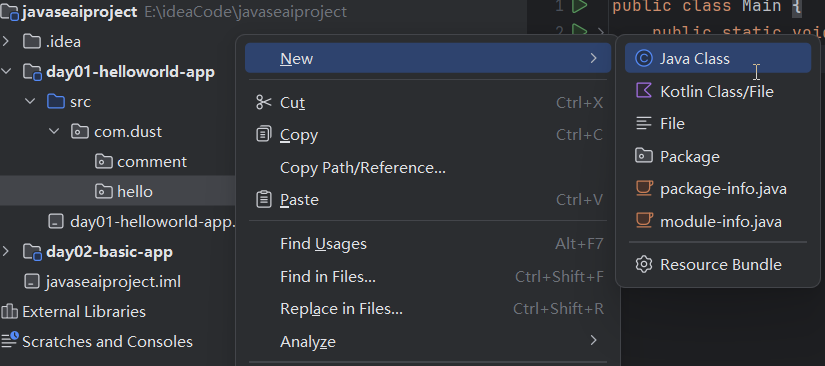 javaseaiproject E:\ideaCode\javaseaiproject
.idea
day01-helloworld-app
src
com.dust
comment
hello
day01-helloworld-app.
day02-basic-app
javaseaiproject.iml
External Libraries
Scratches and Consoles
New
Cut Ctrl+X
Copy Ctrl+C
Copy Path/Reference...
Paste Ctrl+V
Find Usages Alt+F7
Find in Files... Ctrl+Shift+F
Replace in Files... Ctrl+Shift+R
Analyze
1 public class Main {
2 public static voi
Java Class
Kotlin Class/File
File
Package
package-info.java
module-info.java
Resource Bundle